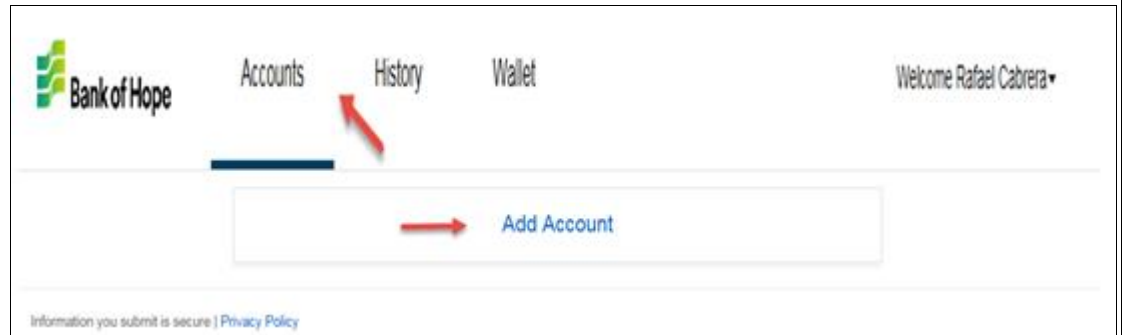 Bank of Hope
Accounts
History
Wallet
Welcome Rafael Cabrera▾
Add Account
Information you submit is secure | Privacy Policy